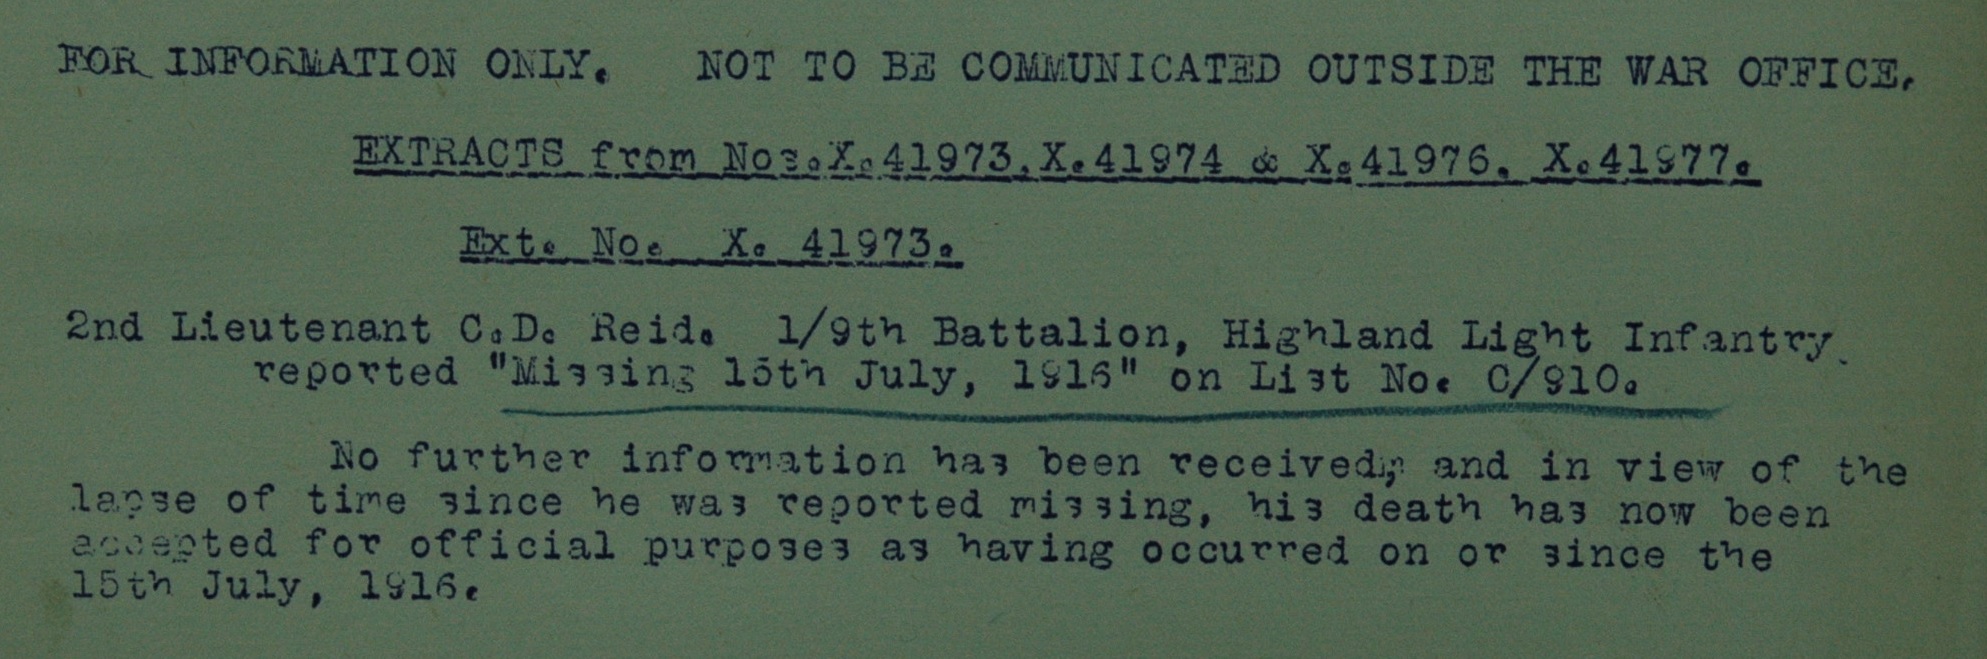 FOR INFORMATION ONLY. NOT TO BE COMMUNICATED OUTSIDE THE WAR OFFICE.
EXTRACTS from Nos.X.41973.X.41974 & X.41976. X.41977.
Ext. No. X. 41973.
2nd Lieutenant C.D. Reid. 1/9th Battalion, Highland Light Infantry.
reported "Missing 15th July, 1916" on List No. C/910.
No further information has been received, and in view of the
lapse of time since he was reported missing, his death has now been
accepted for official purposes as having occurred on or since the
15th July, 1916.